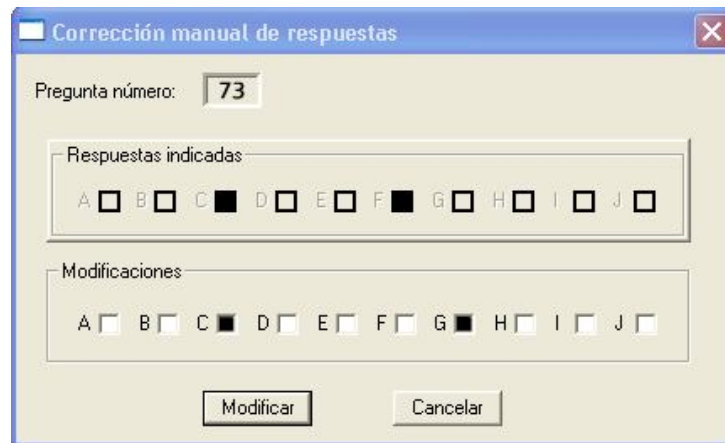 Corrección manual de respuestas
Pregunta número: 73
Respuestas indicadas
A B C D E F G H I J
Modificaciones
A B C D E F G H I J
Modificar Cancelar